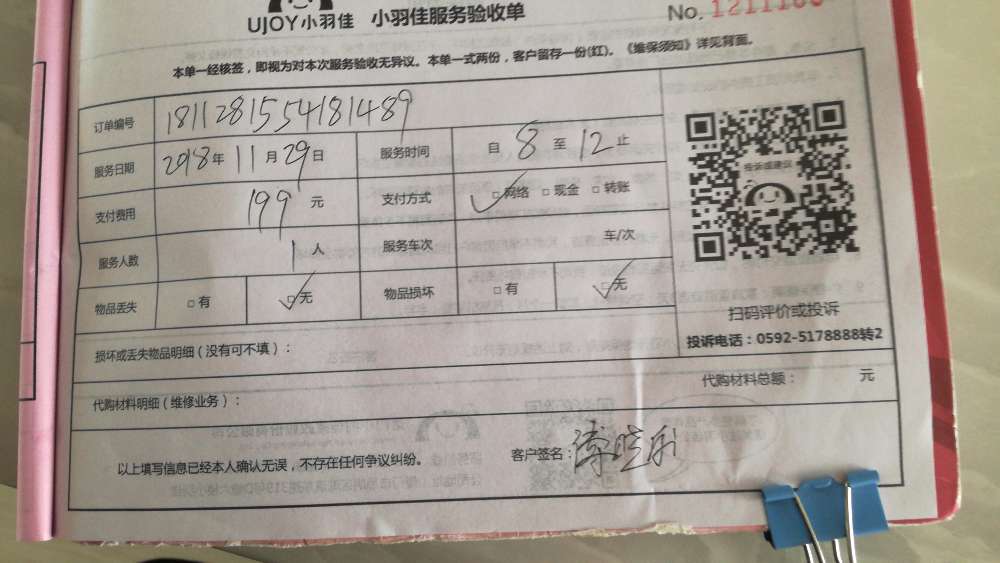 UJOY小羽佳 小羽佳服务验收单
No. 1211
本单一经核签，即视为对本次服务验收无异议。本单一式两份，客户留存一份(红)。《维保须知》详见背面。
订单编号 1811281554181489
服务日期 2018年11月29日 服务时间 自 8 至 12 止
支付费用 199 元 支付方式 □网络 □现金 □转账
服务人数 1 人 服务车次 车/次
物品丢失 □有 □无 物品损坏 □有 □无
投诉或建议
扫码评价或投诉
投诉电话：0592-5178888转2
损坏或丢失物品明细（没有可不填）：
代购材料明细（维修业务）： 代购材料总额： 元
以上填写信息已经本人确认无误，不存在任何争议纠纷。 客户签名：